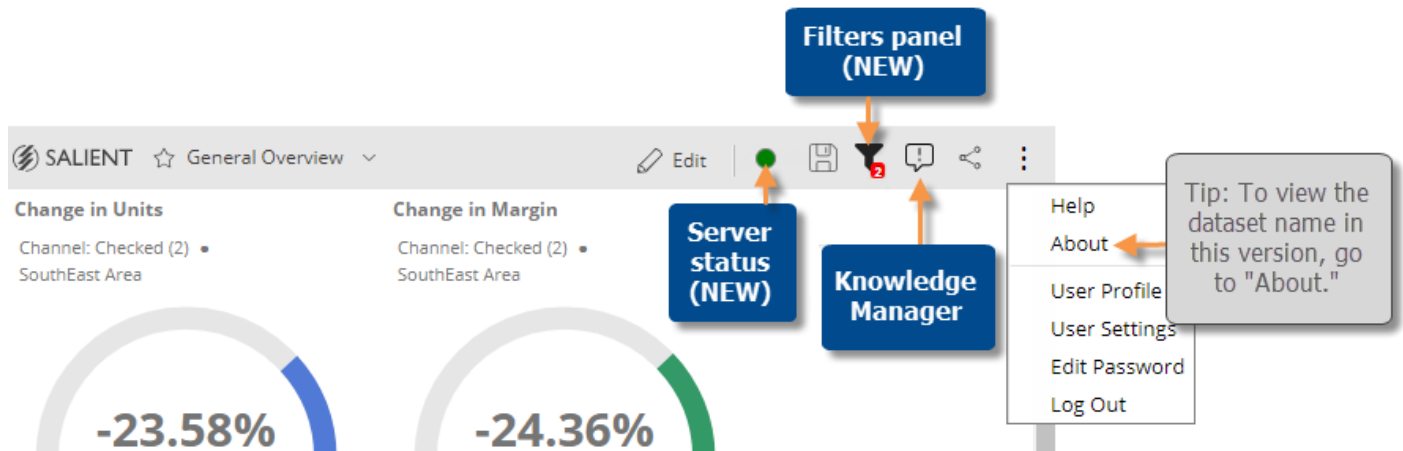 Filters panel
(NEW)
SALIENT General Overview Edit 2
Change in Units
Channel: Checked (2) •
SouthEast Area
Change in Margin
Channel: Checked (2) •
SouthEast Area
Server
status
(NEW)
Knowledge
Manager
Help
About
User Profile
User Settings
Edit Password
Log Out
Tip: To view the
dataset name in
this version, go
to "About."
-23.58%
-24.36%